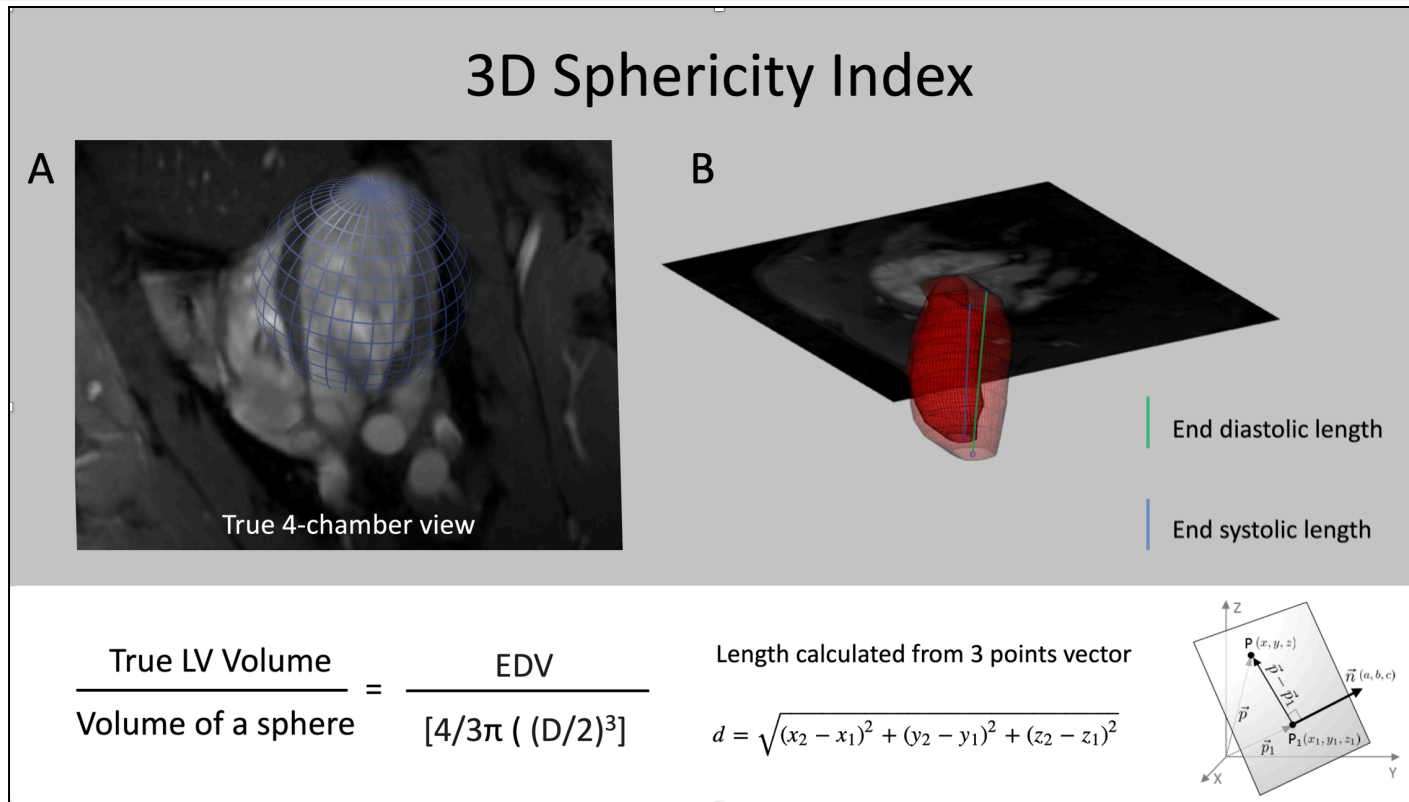 3D Sphericity Index
A
B
True 4-chamber view
End diastolic length
End systolic length
True LV Volume
Volume of a sphere
=
EDV
[4/3π ( (D/2)³]
Length calculated from 3 points vector
d = √(x₂ − x₁)² + (y₂ − y₁)² + (z₂ − z₁)²
Z
P (x, y, z)
n⃗ (a, b, c)
p⃗ − p⃗₁
p⃗
P₁(x₁, y₁, z₁)
p⃗₁
X
Y